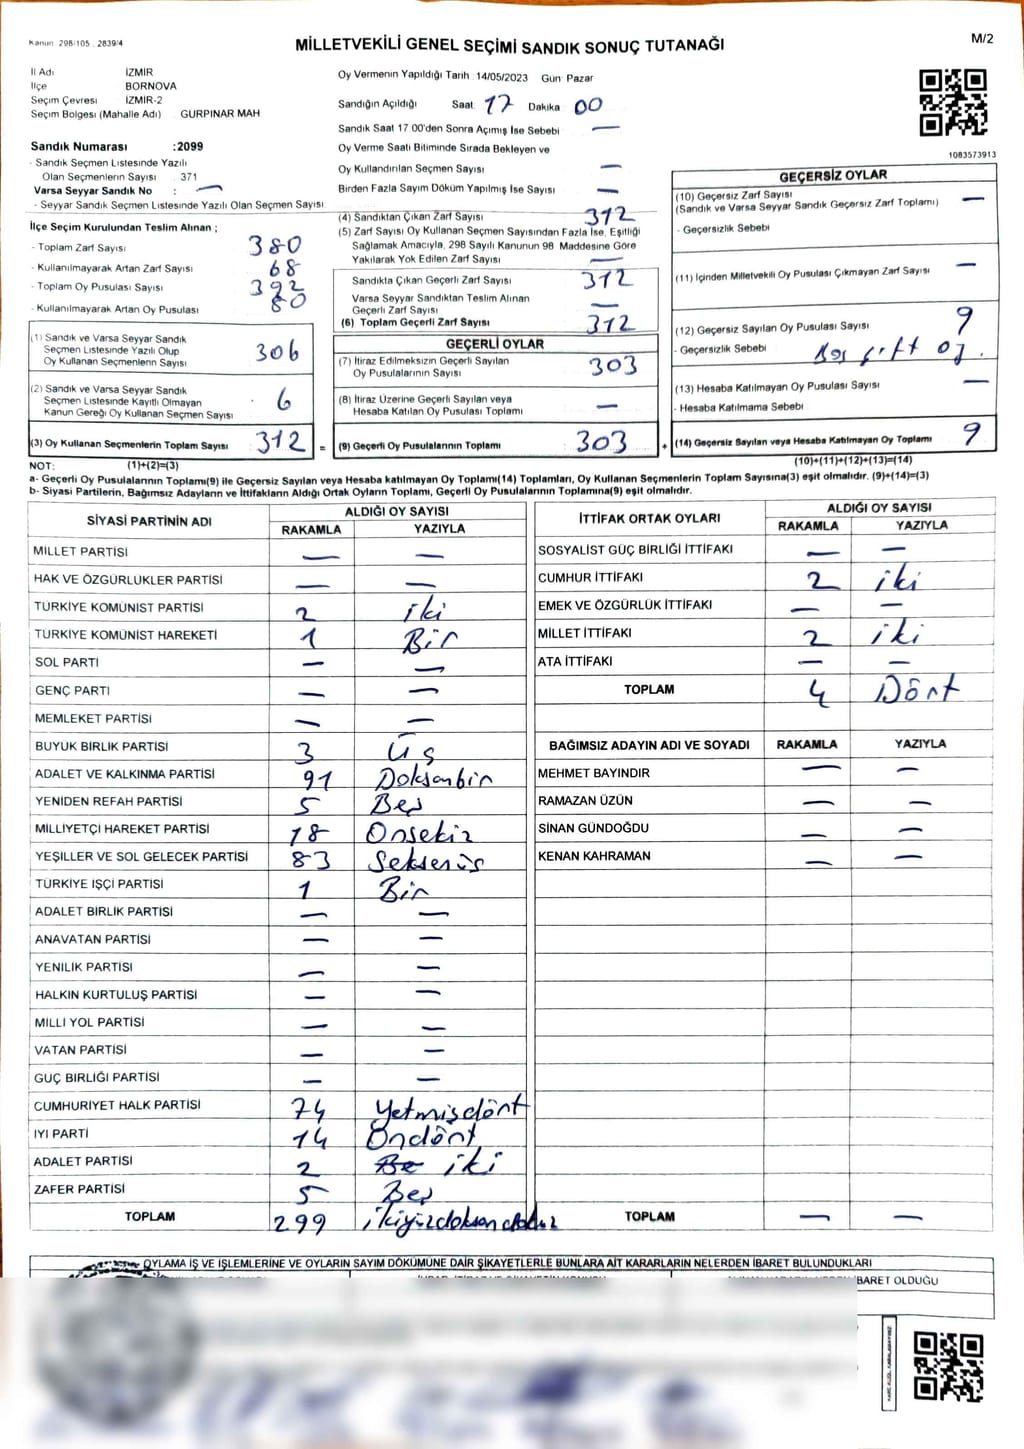 Kanun 298/105 . 2839/4
MİLLETVEKİLİ GENEL SEÇİMİ SANDIK SONUÇ TUTANAĞI
M/2
İl Adı İZMİR
İlçe BORNOVA
Seçim Çevresi İZMİR-2
Seçim Bölgesi (Mahalle Adı) GURPINAR MAH
Sandık Numarası :2099
- Sandık Seçmen Listesinde Yazılı
Olan Seçmenlerin Sayısı 371
Varsa Seyyar Sandık No : —
- Seyyar Sandık Seçmen Listesinde Yazılı Olan Seçmen Sayısı
İlçe Seçim Kurulundan Teslim Alınan ;
- Toplam Zarf Sayısı 380
- Kullanılmayarak Artan Zarf Sayısı 68
- Toplam Oy Pusulası Sayısı 392
- Kullanılmayarak Artan Oy Pusulası 80
(1) Sandık ve Varsa Seyyar Sandık
Seçmen Listesinde Yazılı Olup
Oy Kullanan Seçmenlerin Sayısı 306
(2) Sandık ve Varsa Seyyar Sandık
Seçmen Listesinde Kayıtlı Olmayan
Kanun Gereği Oy Kullanan Seçmen Sayısı 6
(3) Oy Kullanan Seçmenlerin Toplam Sayısı 312 =
Oy Vermenin Yapıldığı Tarih : 14/05/2023 Gün Pazar
Sandığın Açıldığı Saat 17 Dakika 00
Sandık Saat 17 00'den Sonra Açımış İse Sebebi —
Oy Verme Saati Bitiminde Sırada Bekleyen ve
Oy Kullandırılan Seçmen Sayısı —
Birden Fazla Sayım Döküm Yapılmış İse Sayısı —
(4) Sandıktan Çıkan Zarf Sayısı 312
(5) Zarf Sayısı Oy Kullanan Seçmen Sayısından Fazla İse, Eşitliği
Sağlamak Amacıyla, 298 Sayılı Kanunun 98 Maddesine Göre
Yakılarak Yok Edilen Zarf Sayısı —
Sandıkta Çıkan Geçerli Zarf Sayısı 312
Varsa Seyyar Sandıktan Teslim Alınan
Geçerli Zarf Sayısı —
(6) Toplam Geçerli Zarf Sayısı 312
GEÇERLİ OYLAR
(7) İtiraz Edilmeksizin Geçerli Sayılan
Oy Pusulalarının Sayısı 303
(8) İtiraz Üzerine Geçerli Sayılan veya
Hesaba Katılan Oy Pusulası Toplamı —
(9) Geçerli Oy Pusulalarının Toplamı 303 +
1083573913
GEÇERSİZ OYLAR
(10) Geçersiz Zarf Sayısı —
(Sandık ve Varsa Seyyar Sandık Geçersiz Zarf Toplamı)
- Geçersizlik Sebebi
(11) İçinden Milletvekili Oy Pusulası Çıkmayan Zarf Sayısı —
(12) Geçersiz Sayılan Oy Pusulası Sayısı 9
- Geçersizlik Sebebi Boş çift oy.
(13) Hesaba Katılmayan Oy Pusulası Sayısı —
- Hesaba Katılmama Sebebi
(14) Geçersiz Sayılan veya Hesaba Katılmayan Oy Toplamı 9
NOT: (1)+(2)=(3) (10)+(11)+(12)+(13)=(14)
a- Geçerli Oy Pusulalarının Toplamı(9) ile Geçersiz Sayılan veya Hesaba katılmayan Oy Toplamı(14) Toplamları, Oy Kullanan Seçmenlerin Toplam Sayısına(3) eşit olmalıdır. (9)+(14)=(3)
b- Siyasi Partilerin, Bağımsız Adayların ve İttifakların Aldığı Ortak Oyların Toplamı, Geçerli Oy Pusulalarının Toplamına(9) eşit olmalıdır.
SİYASİ PARTİNİN ADI ALDIĞI OY SAYISI
RAKAMLA YAZIYLA
MİLLET PARTİSİ — —
HAK VE ÖZGÜRLÜKLER PARTİSİ — —
TÜRKİYE KOMÜNİST PARTİSİ 2 iki
TÜRKİYE KOMÜNİST HAREKETİ 1 Bir
SOL PARTİ — —
GENÇ PARTİ — —
MEMLEKET PARTİSİ — —
BÜYÜK BİRLİK PARTİSİ 3 Üç
ADALET VE KALKINMA PARTİSİ 91 Doksanbir
YENİDEN REFAH PARTİSİ 5 Beş
MİLLİYETÇİ HAREKET PARTİSİ 18 Onsekiz
YEŞİLLER VE SOL GELECEK PARTİSİ 83 Seksenüç
TÜRKİYE İŞÇİ PARTİSİ 1 Bir
ADALET BİRLİK PARTİSİ — —
ANAVATAN PARTİSİ — —
YENİLİK PARTİSİ — —
HALKIN KURTULUŞ PARTİSİ — —
MİLLİ YOL PARTİSİ — —
VATAN PARTİSİ — —
GÜÇ BİRLİĞİ PARTİSİ — —
CUMHURİYET HALK PARTİSİ 74 Yetmişdört
İYİ PARTİ 14 Ondört
ADALET PARTİSİ 2 iki
ZAFER PARTİSİ 5 Beş
TOPLAM 299 ikiyüzdoksandokuz
İTTİFAK ORTAK OYLARI ALDIĞI OY SAYISI
RAKAMLA YAZIYLA
SOSYALİST GÜÇ BİRLİĞİ İTTİFAKI — —
CUMHUR İTTİFAKI 2 iki
EMEK VE ÖZGÜRLÜK İTTİFAKI — —
MİLLET İTTİFAKI 2 iki
ATA İTTİFAKI — —
TOPLAM 4 Dört
BAĞIMSIZ ADAYIN ADI VE SOYADI RAKAMLA YAZIYLA
MEHMET BAYINDIR — —
RAMAZAN ÜZÜN — —
SİNAN GÜNDOĞDU — —
KENAN KAHRAMAN — —
TOPLAM — —
OYLAMA İŞ VE İŞLEMLERİNE VE OYLARIN SAYIM DÖKÜMÜNE DAİR ŞİKAYETLERLE BUNLARA AİT KARARLARIN NELERDEN İBARET BULUNDUKLARI
İBARET OLDUĞU